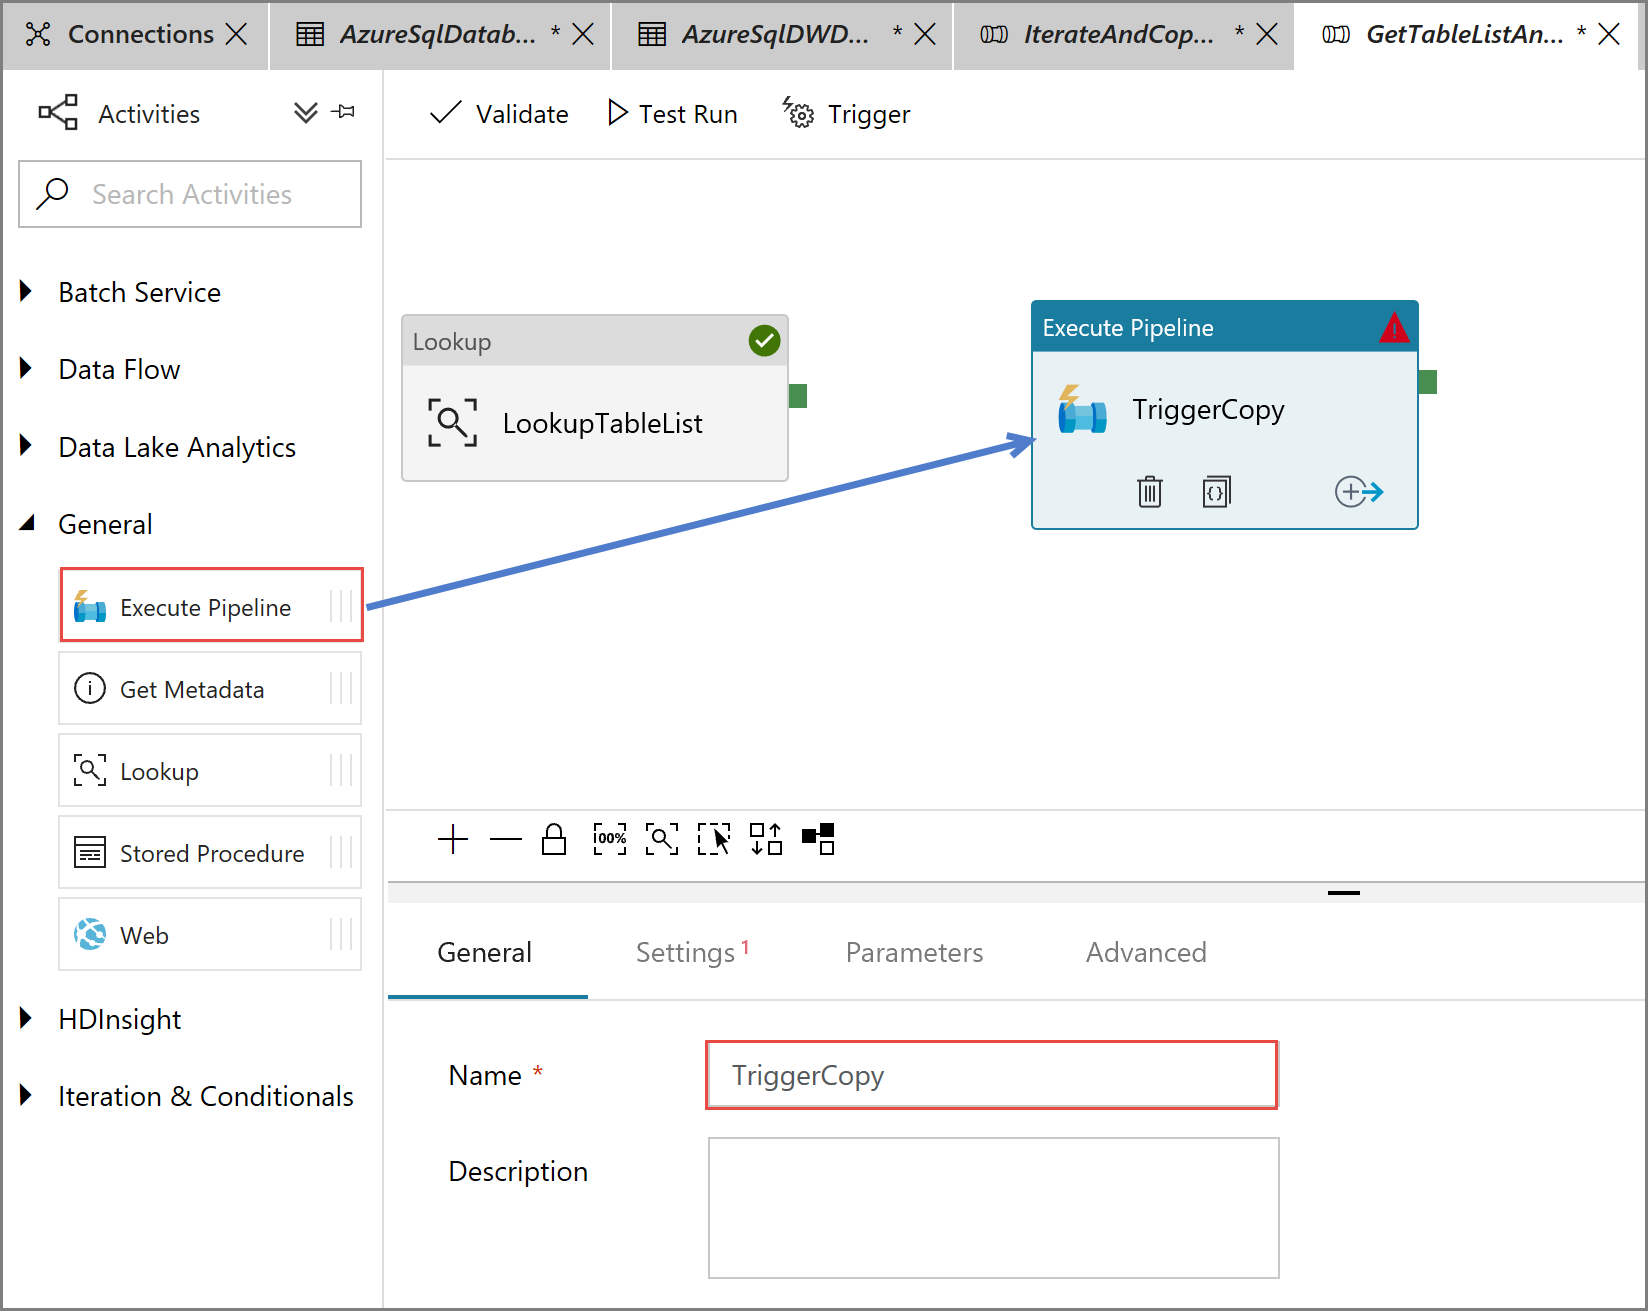 Connections
AzureSqlDatab... *
AzureSqlDWD... *
IterateAndCop... *
GetTableListAn... *
Activities
Validate
Test Run
Trigger
Search Activities
Batch Service
Data Flow
Data Lake Analytics
General
Execute Pipeline
Get Metadata
Lookup
Stored Procedure
Web
HDInsight
Iteration & Conditionals
Lookup
LookupTableList
Execute Pipeline
TriggerCopy
100%
General
Settings 1
Parameters
Advanced
Name *
TriggerCopy
Description